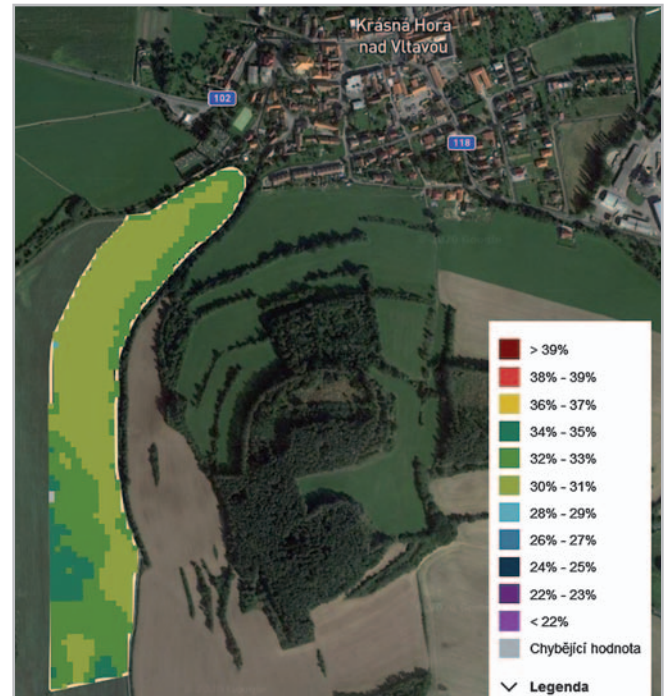 Krásná Hora
nad Vltavou
102
118
> 39%
38% - 39%
36% - 37%
34% - 35%
32% - 33%
30% - 31%
28% - 29%
26% - 27%
24% - 25%
22% - 23%
< 22%
Chybějící hodnota
Legenda